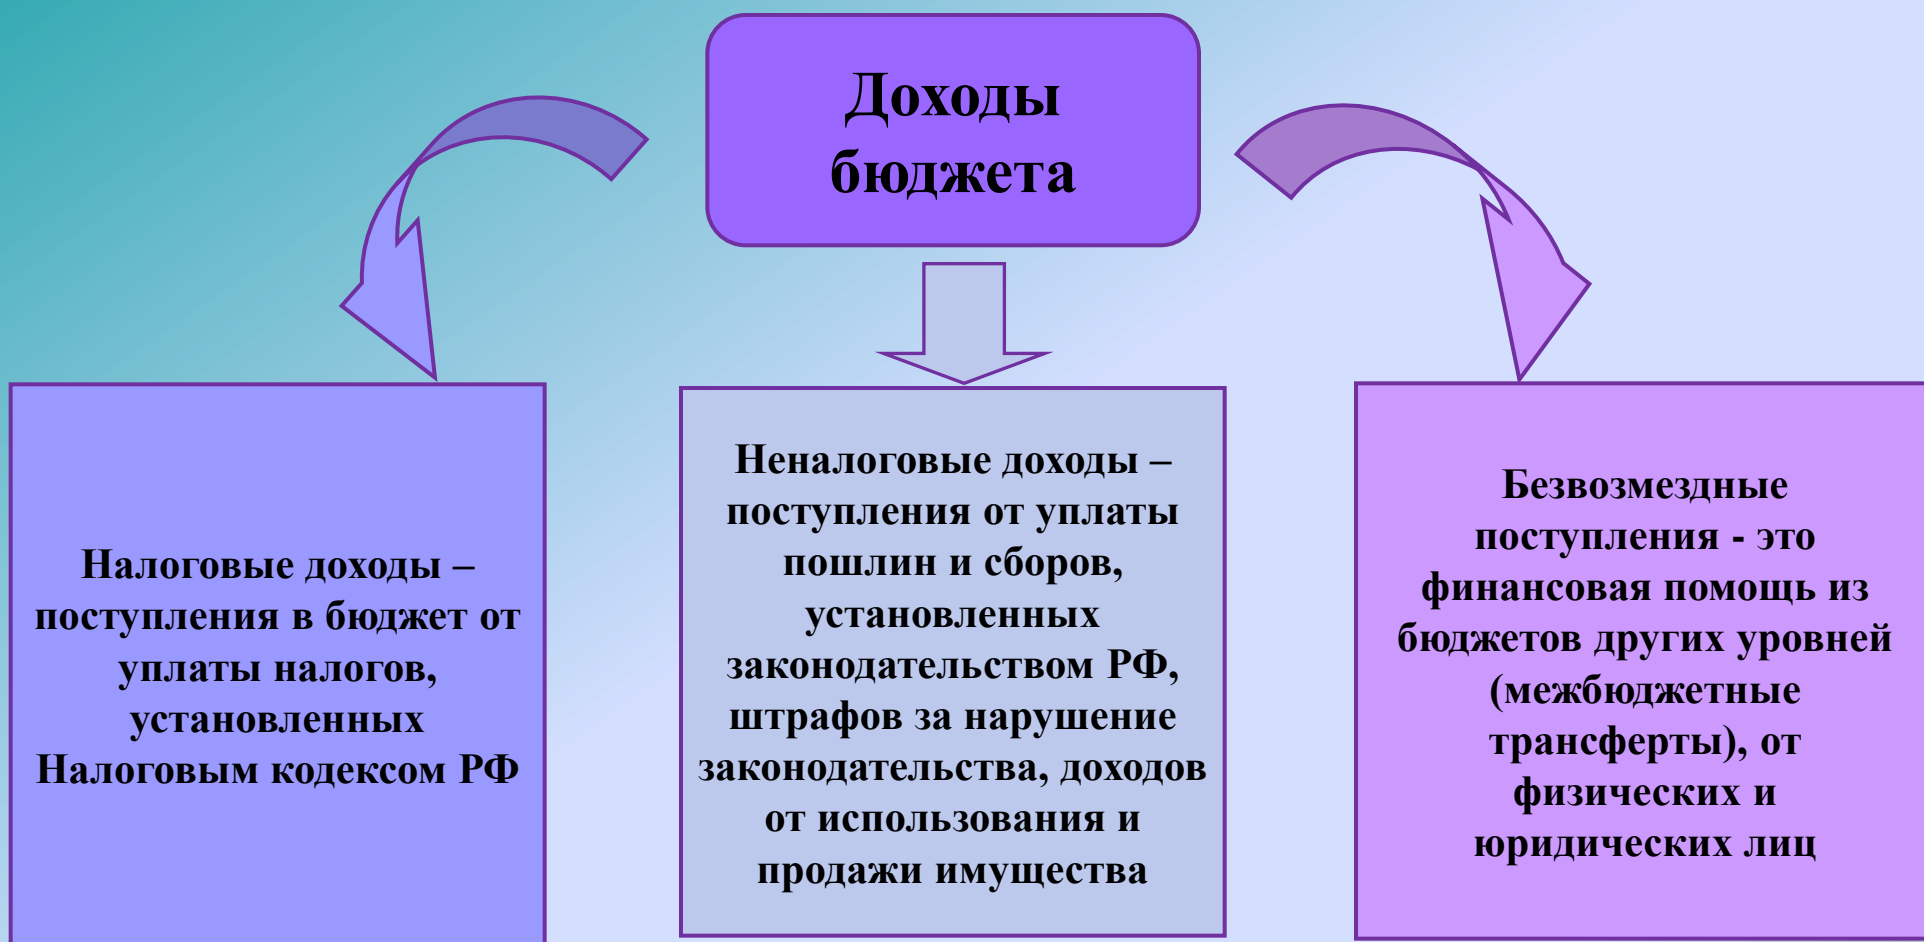 Доходы
бюджета
Налоговые доходы –
поступления в бюджет от
уплаты налогов,
установленных
Налоговым кодексом РФ
Неналоговые доходы –
поступления от уплаты
пошлин и сборов,
установленных
законодательством РФ,
штрафов за нарушение
законодательства, доходов
от использования и
продажи имущества
Безвозмездные
поступления - это
финансовая помощь из
бюджетов других уровней
(межбюджетные
трансферты), от
физических и
юридических лиц